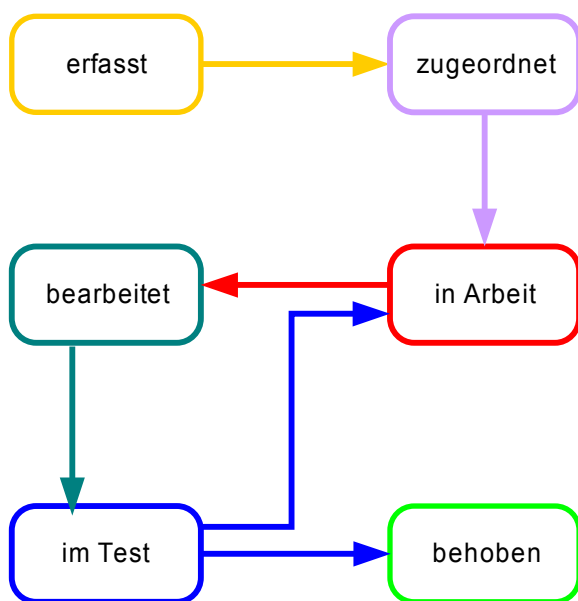 erfasst
zugeordnet
bearbeitet
in Arbeit
im Test
behoben